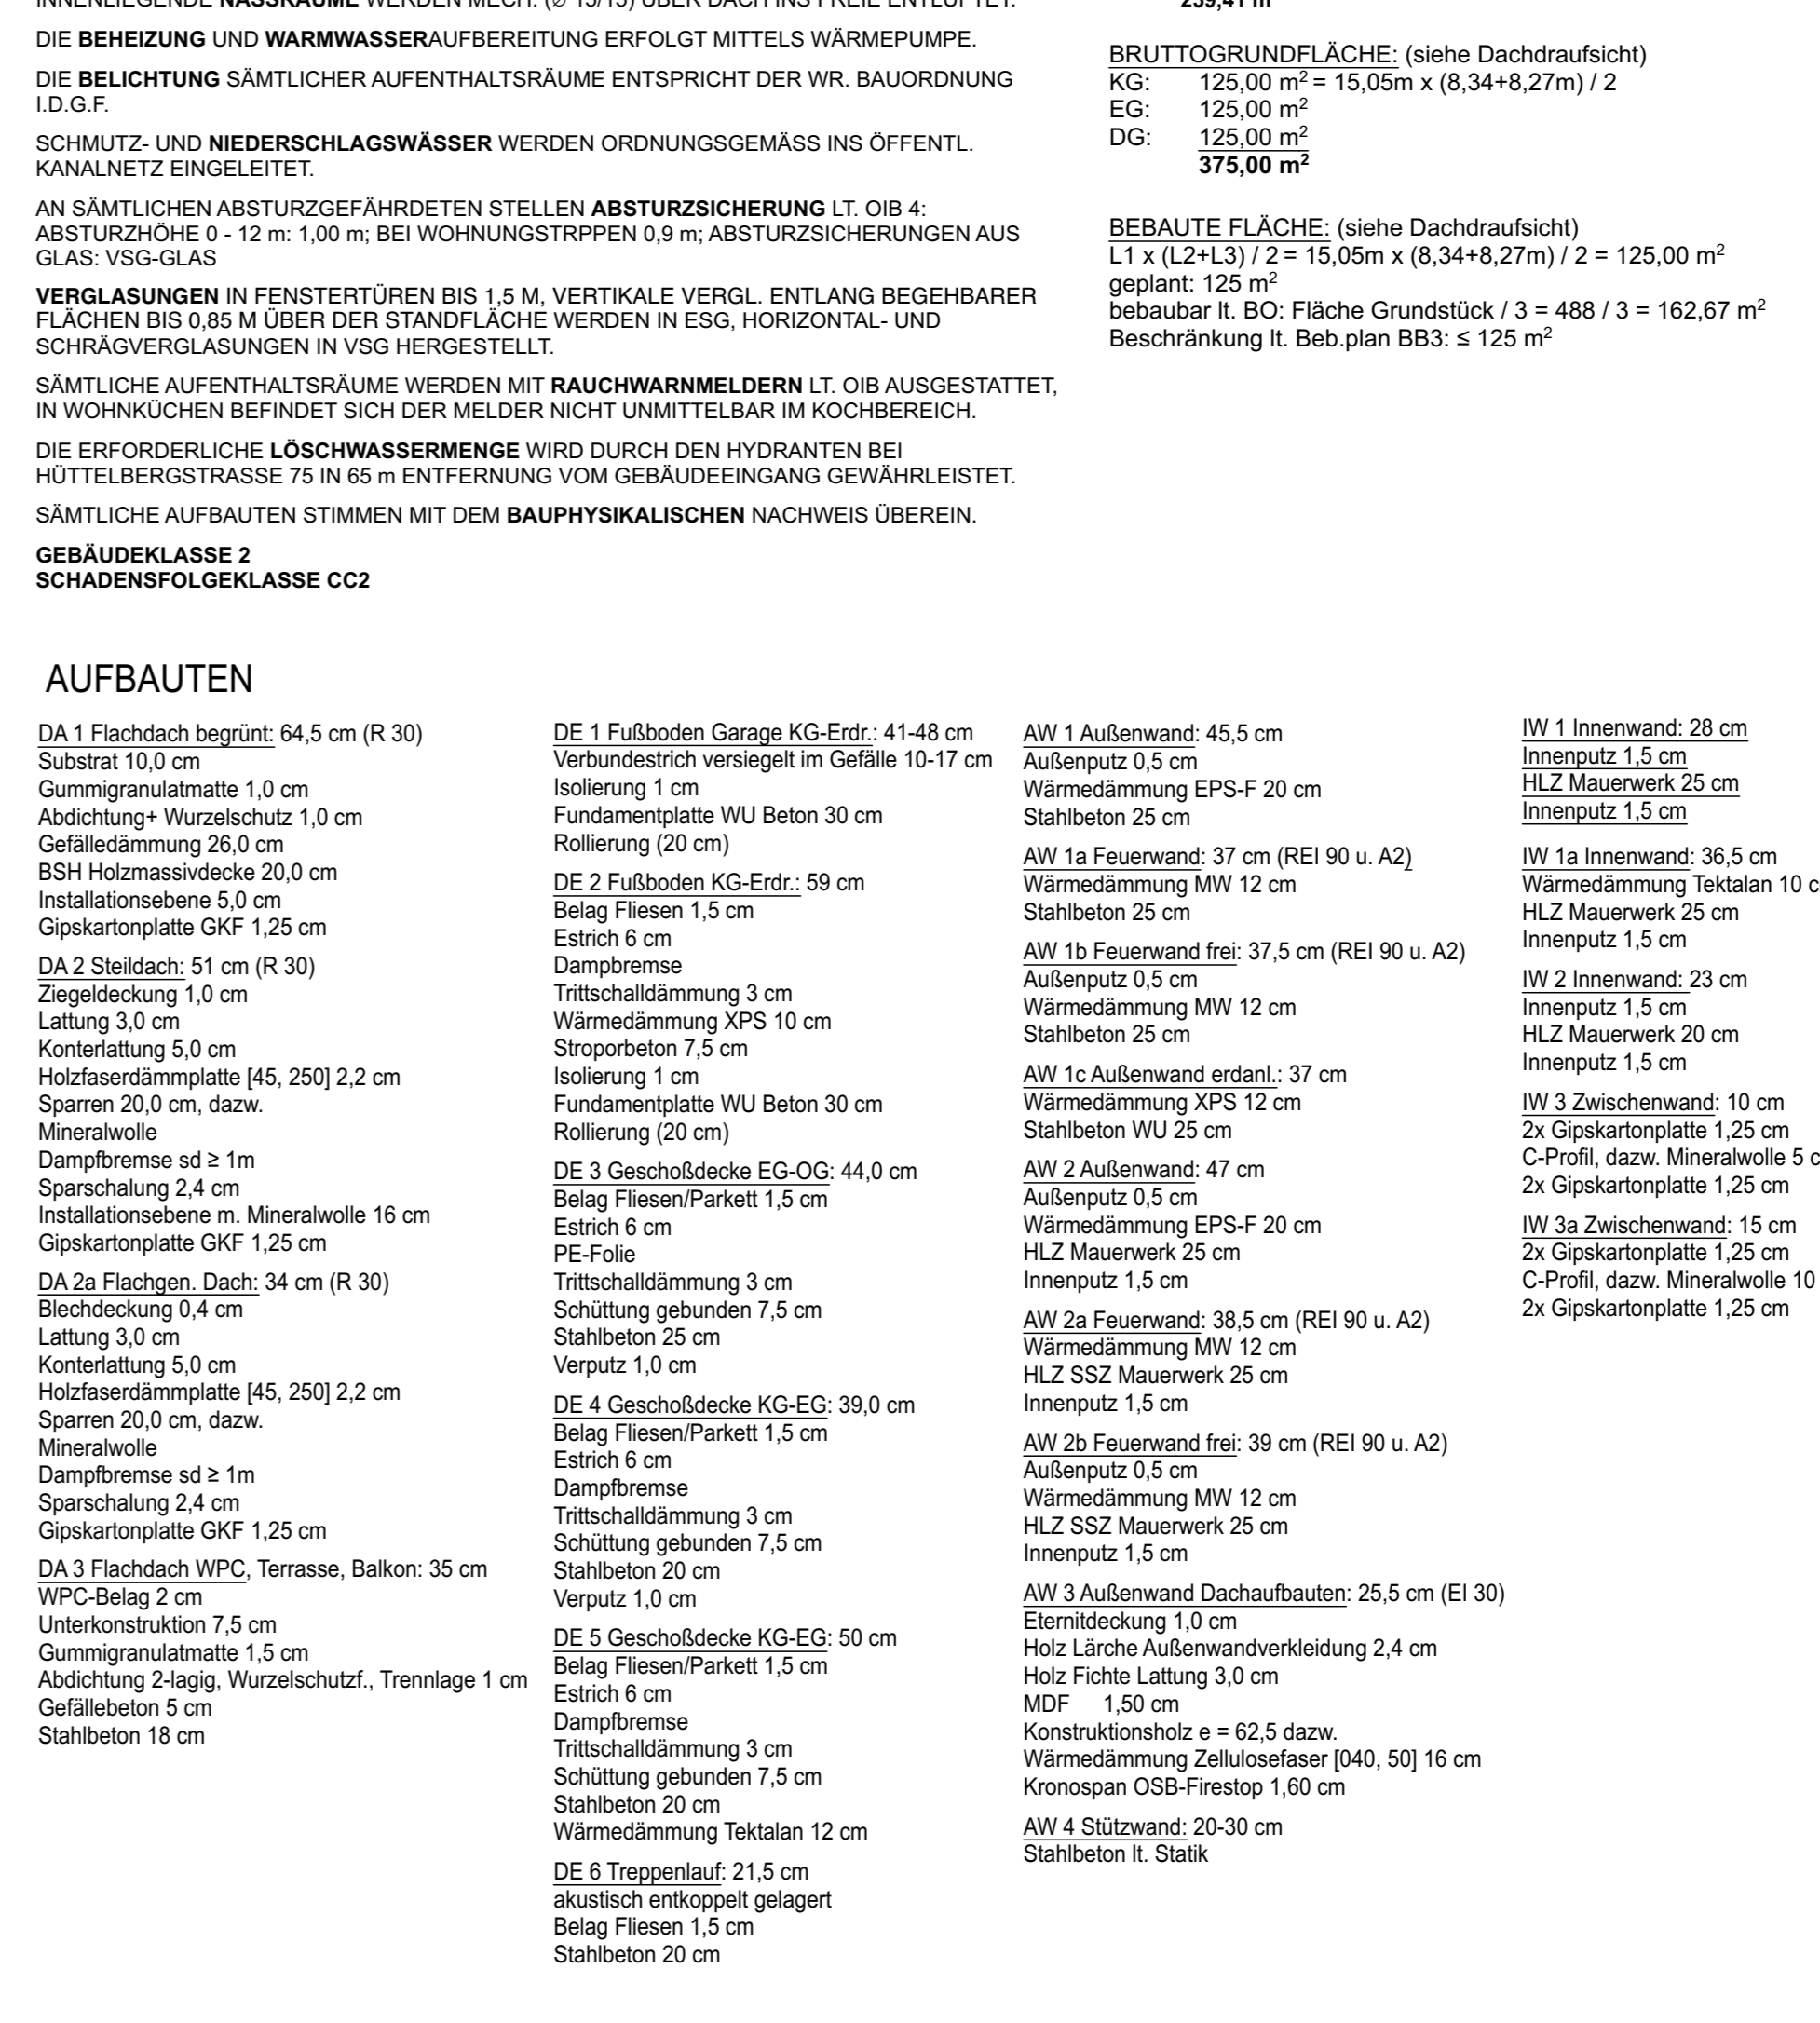 INNENLIEGENDE NASSRÄUME WERDEN MECH. (Ø 15/15) ÜBER DACH INS FREIE ENTLÜFTET.
DIE BEHEIZUNG UND WARMWASSERAUFBEREITUNG ERFOLGT MITTELS WÄRMEPUMPE.
DIE BELICHTUNG SÄMTLICHER AUFENTHALTSRÄUME ENTSPRICHT DER WR. BAUORDNUNG
I.D.G.F.
SCHMUTZ- UND NIEDERSCHLAGSWÄSSER WERDEN ORDNUNGSGEMÄSS INS ÖFFENTL.
KANALNETZ EINGELEITET.
AN SÄMTLICHEN ABSTURZGEFÄHRDETEN STELLEN ABSTURZSICHERUNG LT. OIB 4:
ABSTURZHÖHE 0 - 12 m: 1,00 m; BEI WOHNUNGSTRPPEN 0,9 m; ABSTURZSICHERUNGEN AUS
GLAS: VSG-GLAS
VERGLASUNGEN IN FENSTERTÜREN BIS 1,5 M, VERTIKALE VERGL. ENTLANG BEGEHBARER
FLÄCHEN BIS 0,85 M ÜBER DER STANDFLÄCHE WERDEN IN ESG, HORIZONTAL- UND
SCHRÄGVERGLASUNGEN IN VSG HERGESTELLT.
SÄMTLICHE AUFENTHALTSRÄUME WERDEN MIT RAUCHWARNMELDERN LT. OIB AUSGESTATTET,
IN WOHNKÜCHEN BEFINDET SICH DER MELDER NICHT UNMITTELBAR IM KOCHBEREICH.
DIE ERFORDERLICHE LÖSCHWASSERMENGE WIRD DURCH DEN HYDRANTEN BEI
HÜTTELBERGSTRASSE 75 IN 65 m ENTFERNUNG VOM GEBÄUDEEINGANG GEWÄHRLEISTET.
SÄMTLICHE AUFBAUTEN STIMMEN MIT DEM BAUPHYSIKALISCHEN NACHWEIS ÜBEREIN.
GEBÄUDEKLASSE 2
SCHADENSFOLGEKLASSE CC2
239,41 m
BRUTTOGRUNDFLÄCHE: (siehe Dachdraufsicht)
KG: 125,00 m² = 15,05m x (8,34+8,27m) / 2
EG: 125,00 m²
DG: 125,00 m²
375,00 m²
BEBAUTE FLÄCHE: (siehe Dachdraufsicht)
L1 x (L2+L3) / 2 = 15,05m x (8,34+8,27m) / 2 = 125,00 m²
geplant: 125 m²
bebaubar lt. BO: Fläche Grundstück / 3 = 488 / 3 = 162,67 m²
Beschränkung lt. Beb.plan BB3: ≤ 125 m²
AUFBAUTEN
DA 1 Flachdach begrünt: 64,5 cm (R 30)
Substrat 10,0 cm
Gummigranulatmatte 1,0 cm
Abdichtung+ Wurzelschutz 1,0 cm
Gefälledämmung 26,0 cm
BSH Holzmassivdecke 20,0 cm
Installationsebene 5,0 cm
Gipskartonplatte GKF 1,25 cm
DA 2 Steildach: 51 cm (R 30)
Ziegeldeckung 1,0 cm
Lattung 3,0 cm
Konterlattung 5,0 cm
Holzfaserdämmplatte [45, 250] 2,2 cm
Sparren 20,0 cm, dazw.
Mineralwolle
Dampfbremse sd ≥ 1m
Sparschalung 2,4 cm
Installationsebene m. Mineralwolle 16 cm
Gipskartonplatte GKF 1,25 cm
DA 2a Flachgen. Dach: 34 cm (R 30)
Blechdeckung 0,4 cm
Lattung 3,0 cm
Konterlattung 5,0 cm
Holzfaserdämmplatte [45, 250] 2,2 cm
Sparren 20,0 cm, dazw.
Mineralwolle
Dampfbremse sd ≥ 1m
Sparschalung 2,4 cm
Gipskartonplatte GKF 1,25 cm
DA 3 Flachdach WPC, Terrasse, Balkon: 35 cm
WPC-Belag 2 cm
Unterkonstruktion 7,5 cm
Gummigranulatmatte 1,5 cm
Abdichtung 2-lagig, Wurzelschutzf., Trennlage 1 cm
Gefällebeton 5 cm
Stahlbeton 18 cm
DE 1 Fußboden Garage KG-Erdr.: 41-48 cm
Verbundestrich versiegelt im Gefälle 10-17 cm
Isolierung 1 cm
Fundamentplatte WU Beton 30 cm
Rollierung (20 cm)
DE 2 Fußboden KG-Erdr.: 59 cm
Belag Fliesen 1,5 cm
Estrich 6 cm
Dampbremse
Trittschalldämmung 3 cm
Wärmedämmung XPS 10 cm
Stroporbeton 7,5 cm
Isolierung 1 cm
Fundamentplatte WU Beton 30 cm
Rollierung (20 cm)
DE 3 Geschoßdecke EG-OG: 44,0 cm
Belag Fliesen/Parkett 1,5 cm
Estrich 6 cm
PE-Folie
Trittschalldämmung 3 cm
Schüttung gebunden 7,5 cm
Stahlbeton 25 cm
Verputz 1,0 cm
DE 4 Geschoßdecke KG-EG: 39,0 cm
Belag Fliesen/Parkett 1,5 cm
Estrich 6 cm
Dampfbremse
Trittschalldämmung 3 cm
Schüttung gebunden 7,5 cm
Stahlbeton 20 cm
Verputz 1,0 cm
DE 5 Geschoßdecke KG-EG: 50 cm
Belag Fliesen/Parkett 1,5 cm
Estrich 6 cm
Dampfbremse
Trittschalldämmung 3 cm
Schüttung gebunden 7,5 cm
Stahlbeton 20 cm
Wärmedämmung Tektalan 12 cm
DE 6 Treppenlauf: 21,5 cm
akustisch entkoppelt gelagert
Belag Fliesen 1,5 cm
Stahlbeton 20 cm
AW 1 Außenwand: 45,5 cm
Außenputz 0,5 cm
Wärmedämmung EPS-F 20 cm
Stahlbeton 25 cm
AW 1a Feuerwand: 37 cm (REI 90 u. A2)
Wärmedämmung MW 12 cm
Stahlbeton 25 cm
AW 1b Feuerwand frei: 37,5 cm (REI 90 u. A2)
Außenputz 0,5 cm
Wärmedämmung MW 12 cm
Stahlbeton 25 cm
AW 1c Außenwand erdanl.: 37 cm
Wärmedämmung XPS 12 cm
Stahlbeton WU 25 cm
AW 2 Außenwand: 47 cm
Außenputz 0,5 cm
Wärmedämmung EPS-F 20 cm
HLZ Mauerwerk 25 cm
Innenputz 1,5 cm
AW 2a Feuerwand: 38,5 cm (REI 90 u. A2)
Wärmedämmung MW 12 cm
HLZ SSZ Mauerwerk 25 cm
Innenputz 1,5 cm
AW 2b Feuerwand frei: 39 cm (REI 90 u. A2)
Außenputz 0,5 cm
Wärmedämmung MW 12 cm
HLZ SSZ Mauerwerk 25 cm
Innenputz 1,5 cm
AW 3 Außenwand Dachaufbauten: 25,5 cm (EI 30)
Eternitdeckung 1,0 cm
Holz Lärche Außenwandverkleidung 2,4 cm
Holz Fichte Lattung 3,0 cm
MDF 1,50 cm
Konstruktionsholz e = 62,5 dazw.
Wärmedämmung Zellulosefaser [040, 50] 16 cm
Kronospan OSB-Firestop 1,60 cm
AW 4 Stützwand: 20-30 cm
Stahlbeton lt. Statik
IW 1 Innenwand: 28 cm
Innenputz 1,5 cm
HLZ Mauerwerk 25 cm
Innenputz 1,5 cm
IW 1a Innenwand: 36,5 cm
Wärmedämmung Tektalan 10 c
HLZ Mauerwerk 25 cm
Innenputz 1,5 cm
IW 2 Innenwand: 23 cm
Innenputz 1,5 cm
HLZ Mauerwerk 20 cm
Innenputz 1,5 cm
IW 3 Zwischenwand: 10 cm
2x Gipskartonplatte 1,25 cm
C-Profil, dazw. Mineralwolle 5 c
2x Gipskartonplatte 1,25 cm
IW 3a Zwischenwand: 15 cm
2x Gipskartonplatte 1,25 cm
C-Profil, dazw. Mineralwolle 10
2x Gipskartonplatte 1,25 cm